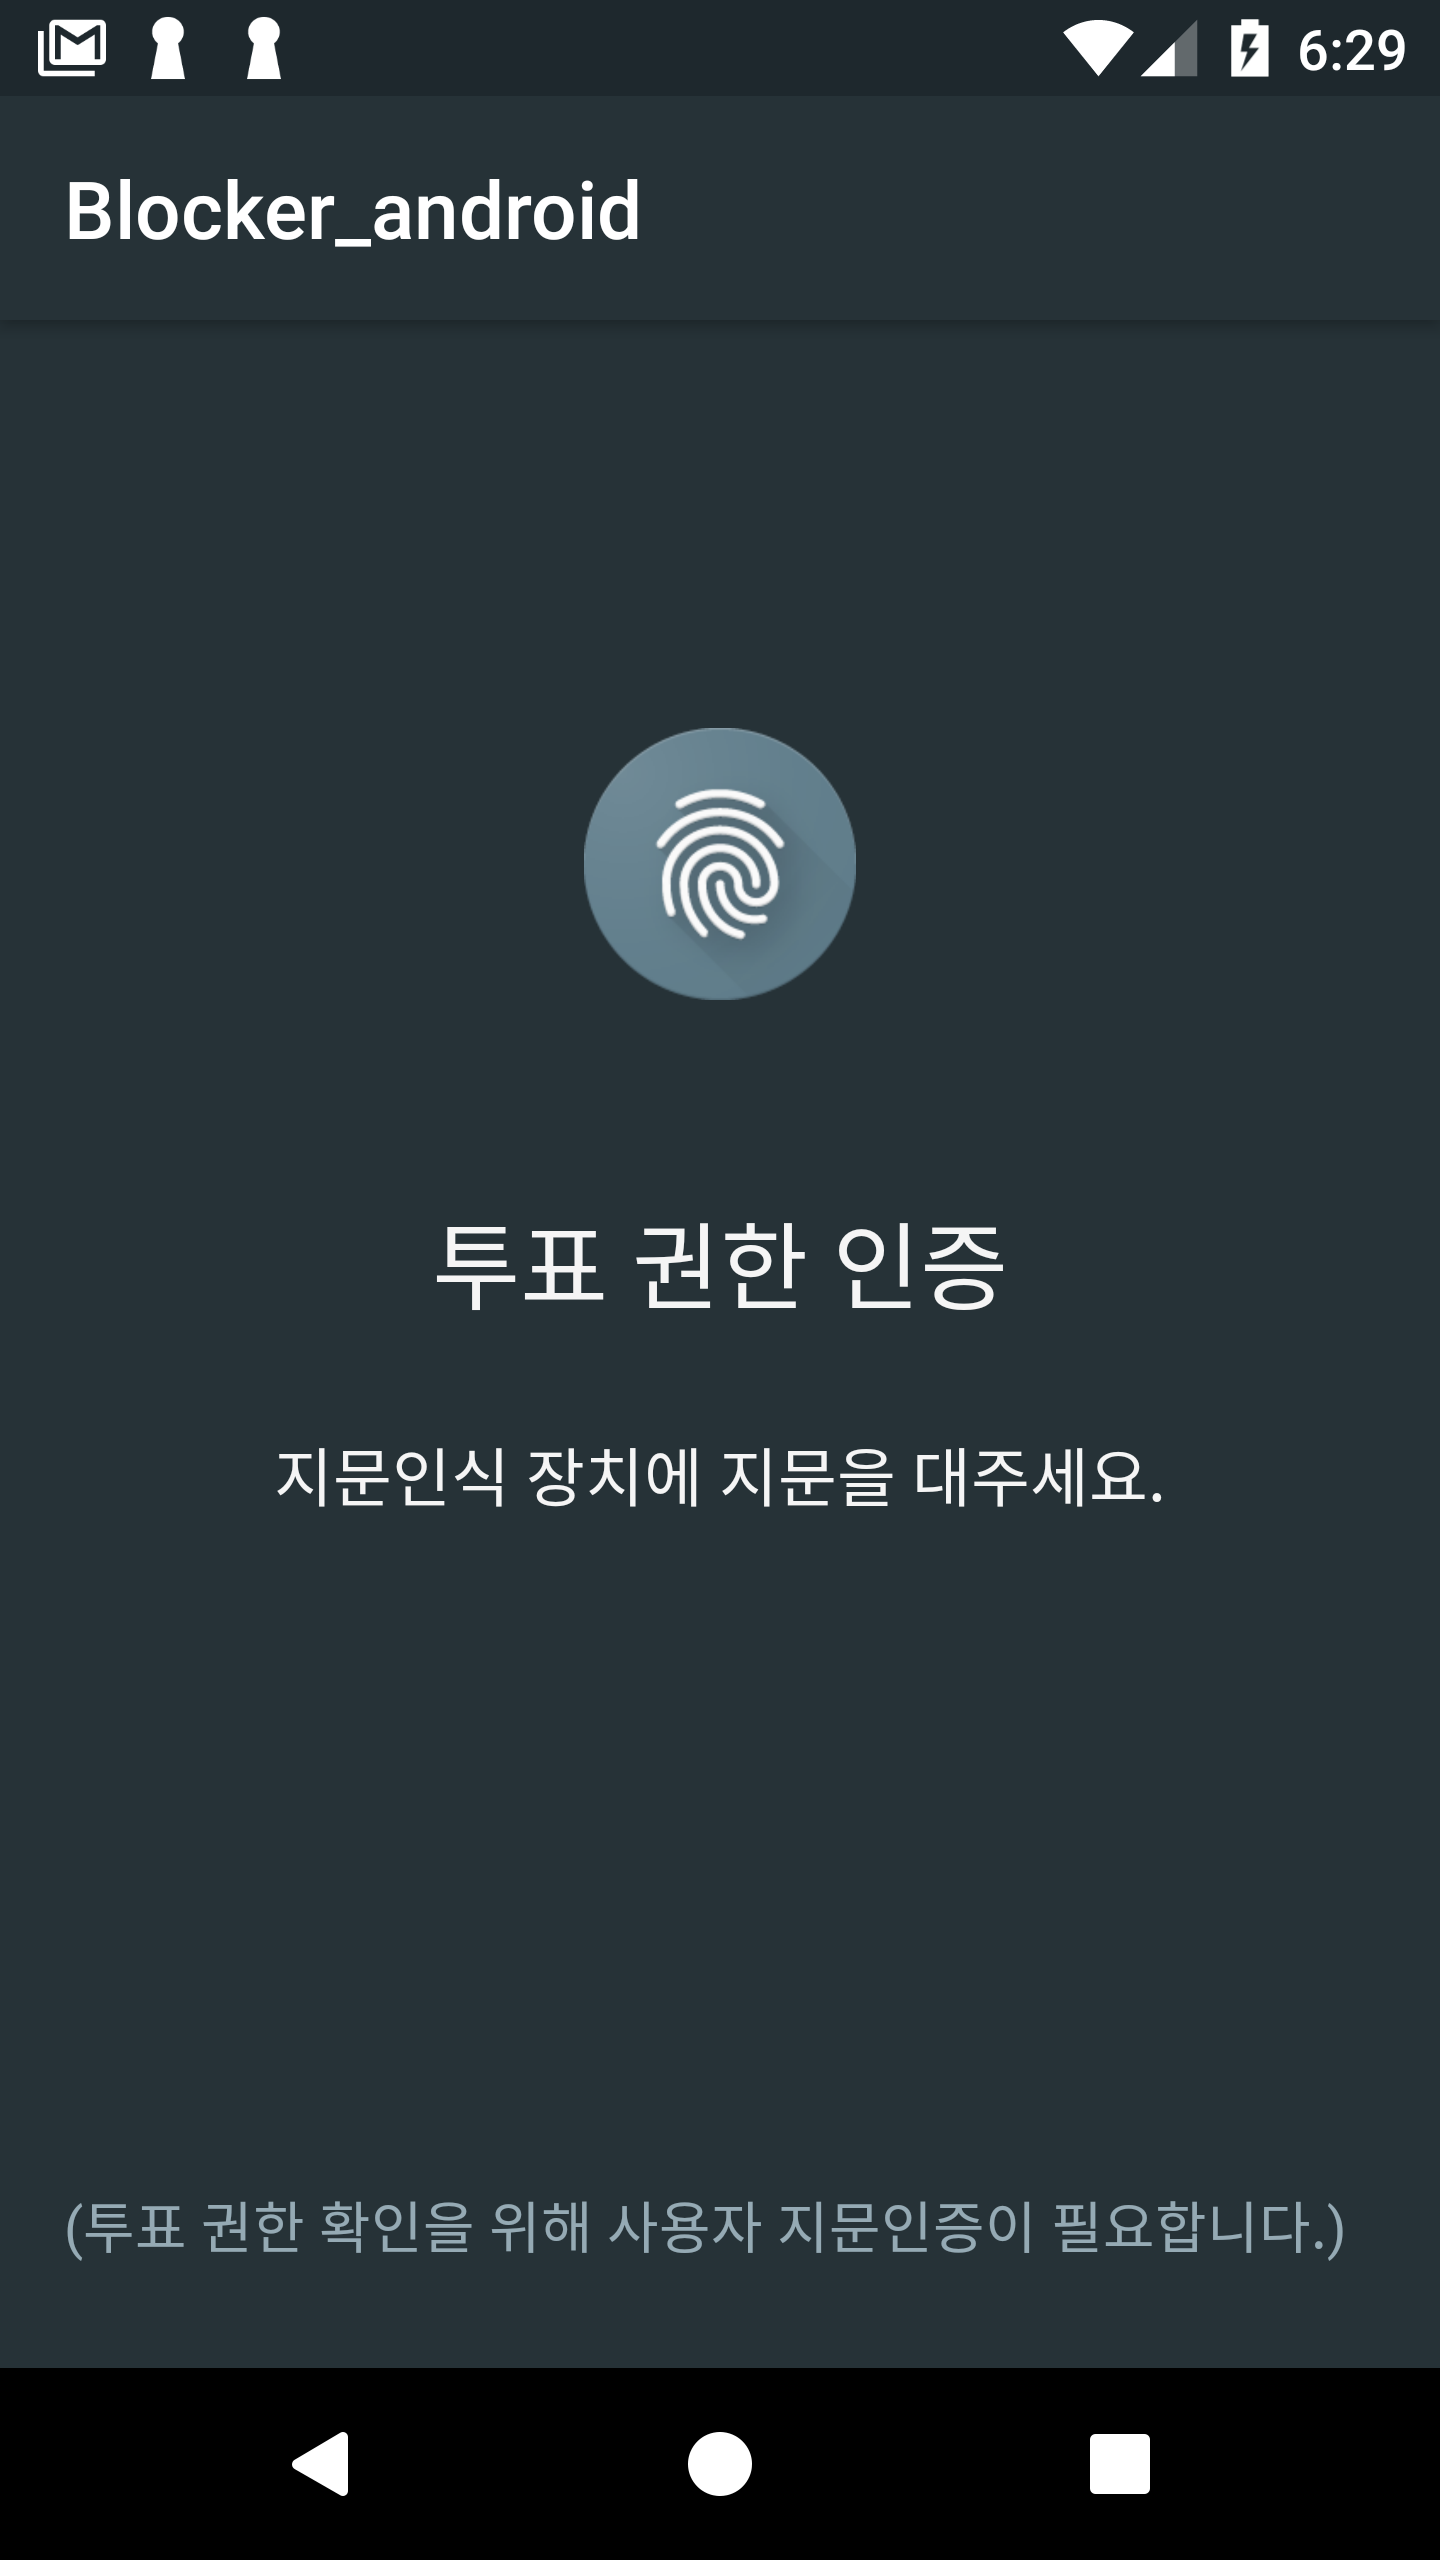 6:29
Blocker_android
투표 권한 인증
지문인식 장치에 지문을 대주세요.
(투표 권한 확인을 위해 사용자 지문인증이 필요합니다.)